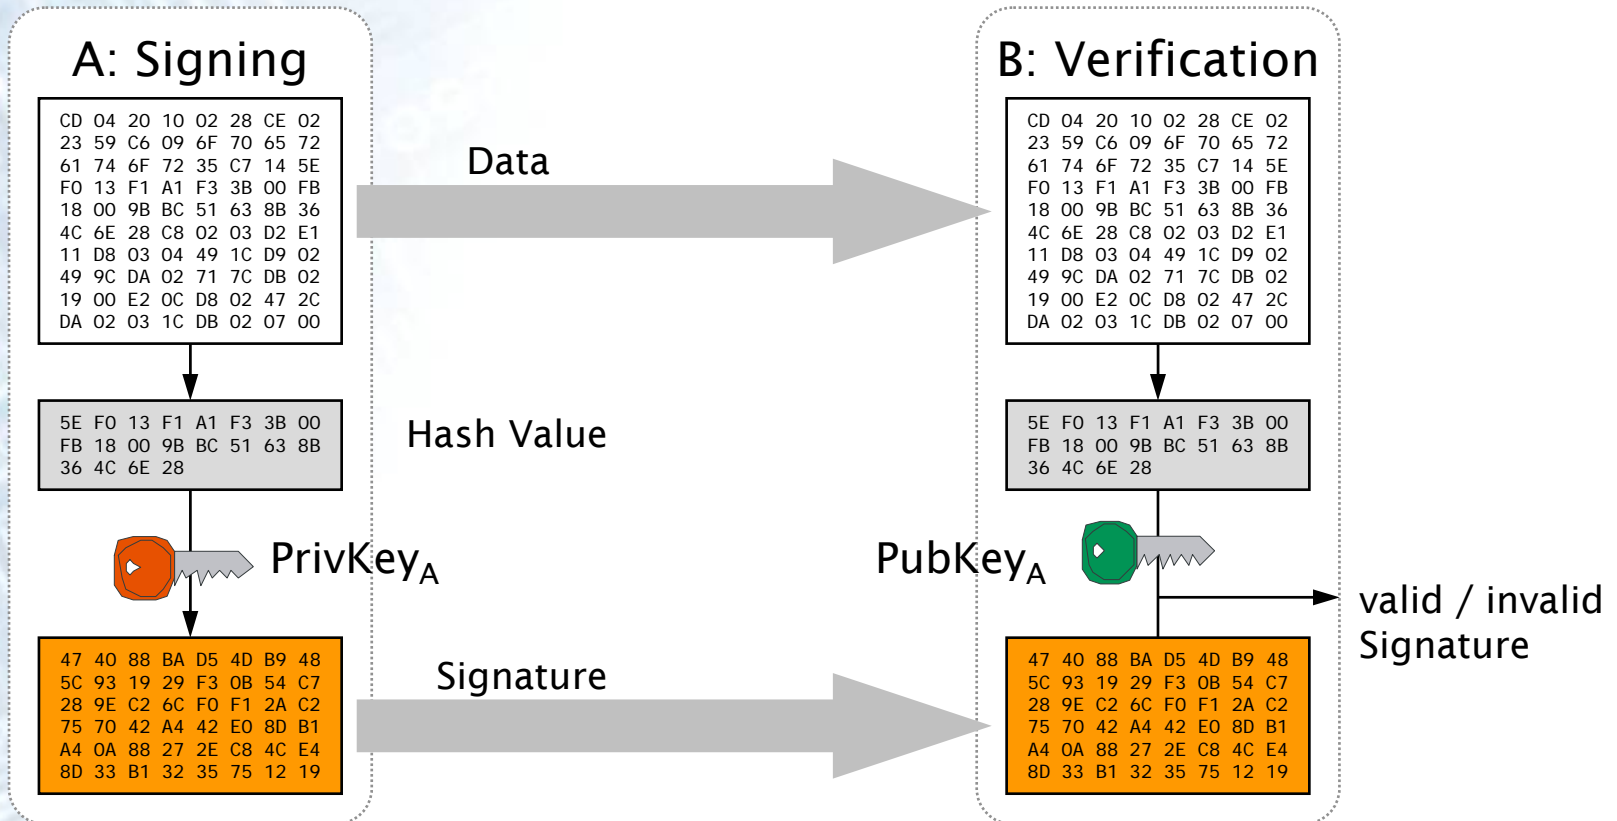 A: Signing
CD 04 20 10 02 28 CE 02
23 59 C6 09 6F 70 65 72
61 74 6F 72 35 C7 14 5E
F0 13 F1 A1 F3 3B 00 FB
18 00 9B BC 51 63 8B 36
4C 6E 28 C8 02 03 D2 E1
11 D8 03 04 49 1C D9 02
49 9C DA 02 71 7C DB 02
19 00 E2 0C D8 02 47 2C
DA 02 03 1C DB 02 07 00
5E F0 13 F1 A1 F3 3B 00
FB 18 00 9B BC 51 63 8B
36 4C 6E 28
PrivKeyA
47 40 88 BA D5 4D B9 48
5C 93 19 29 F3 0B 54 C7
28 9E C2 6C F0 F1 2A C2
75 70 42 A4 42 E0 8D B1
A4 0A 88 27 2E C8 4C E4
8D 33 B1 32 35 75 12 19
Data
Hash Value
Signature
B: Verification
CD 04 20 10 02 28 CE 02
23 59 C6 09 6F 70 65 72
61 74 6F 72 35 C7 14 5E
F0 13 F1 A1 F3 3B 00 FB
18 00 9B BC 51 63 8B 36
4C 6E 28 C8 02 03 D2 E1
11 D8 03 04 49 1C D9 02
49 9C DA 02 71 7C DB 02
19 00 E2 0C D8 02 47 2C
DA 02 03 1C DB 02 07 00
5E F0 13 F1 A1 F3 3B 00
FB 18 00 9B BC 51 63 8B
36 4C 6E 28
PubKeyA
valid / invalid
Signature
47 40 88 BA D5 4D B9 48
5C 93 19 29 F3 0B 54 C7
28 9E C2 6C F0 F1 2A C2
75 70 42 A4 42 E0 8D B1
A4 0A 88 27 2E C8 4C E4
8D 33 B1 32 35 75 12 19